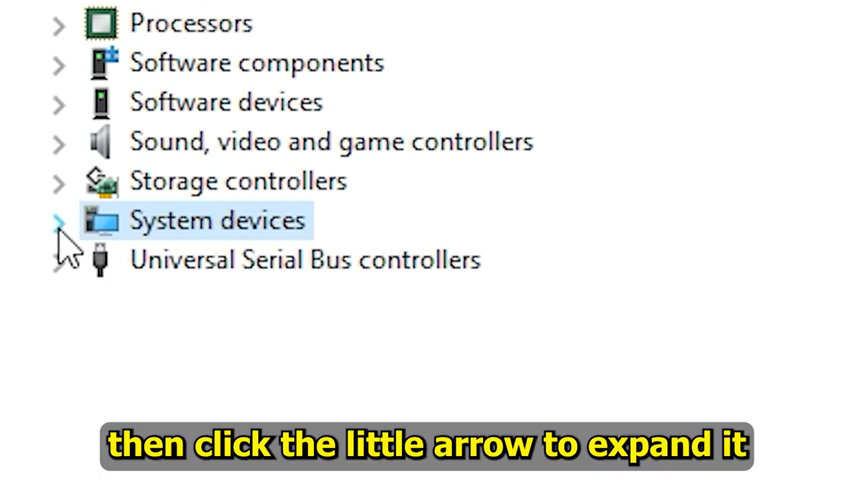 Processors
Software components
Software devices
Sound, video and game controllers
Storage controllers
System devices
Universal Serial Bus controllers
then click the little arrow to expand it